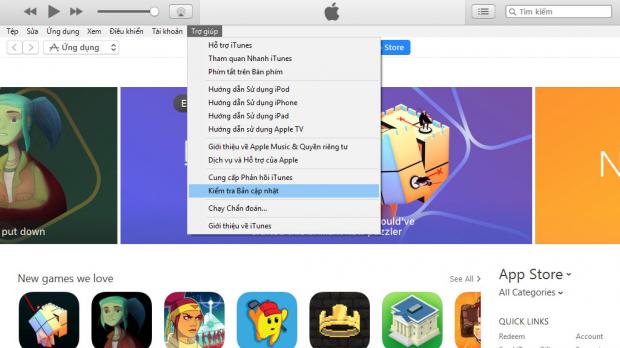 Tìm kiếm
Tệp Sửa Ứng dụng Xem Điều khiển Tài khoản Trợ giúp
Ứng dụng
Store
Hỗ trợ iTunes
Tham quan Nhanh iTunes
Phím tắt trên Bàn phím
Hướng dẫn Sử dụng iPod
Hướng dẫn Sử dụng iPhone
Hướng dẫn Sử dụng iPad
Hướng dẫn sử dụng Apple TV
Giới thiệu về Apple Music & Quyền riêng tư
Dịch vụ và Hỗ trợ của Apple
Cung cấp Phản hồi iTunes
Kiểm tra Bản cập nhật
Chạy Chẩn đoán...
Giới thiệu về iTunes
E
N
put down
ould've
puzzler
New games we love
See All >
App Store
All Categories
QUICK LINKS
Redeem Account